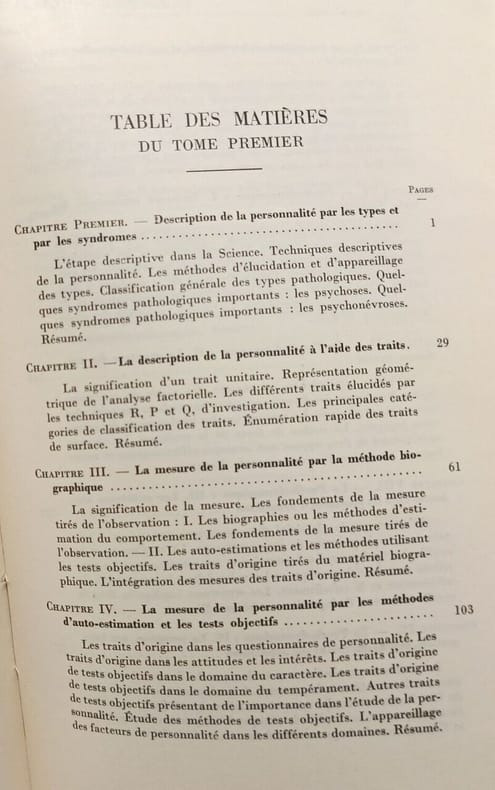 TABLE DES MATIÈRES
DU TOME PREMIER
PAGES
CHAPITRE PREMIER. — Description de la personnalité par les types et
par les syndromes ........................................ 1
L'étape descriptive dans la Science. Techniques descriptives
de la personnalité. Les méthodes d'élucidation et d'appareillage
des types. Classification générale des types pathologiques. Quel-
ques syndromes pathologiques importants : les psychoses. Quel-
ques syndromes pathologiques importants : les psychonévroses.
Résumé.
CHAPITRE II. — La description de la personnalité à l'aide des traits. 29
La signification d'un trait unitaire. Représentation géomé-
trique de l'analyse factorielle. Les différents traits élucidés par
les techniques R, P et Q, d'investigation. Les principales caté-
gories de classification des traits. Énumération rapide des traits
de surface. Résumé.
CHAPITRE III. — La mesure de la personnalité par la méthode bio-
graphique ........................................ 61
La signification de la mesure. Les fondements de la mesure
tirés de l'observation : I. Les biographies ou les méthodes d'esti-
mation du comportement. Les fondements de la mesure tirés de
l'observation. — II. Les auto-estimations et les méthodes utilisant
les tests objectifs. Les traits d'origine tirés du matériel biogra-
phique. L'intégration des mesures des traits d'origine. Résumé.
CHAPITRE IV. — La mesure de la personnalité par les méthodes
d'auto-estimation et les tests objectifs .................... 103
Les traits d'origine dans les questionnaires de personnalité. Les
traits d'origine dans les attitudes et les intérêts. Les traits d'origine
de tests objectifs dans le domaine du caractère. Les traits d'origine
de tests objectifs dans le domaine du tempérament. Autres traits
de tests objectifs présentant de l'importance dans l'étude de la per-
sonnalité. Étude des méthodes de tests objectifs. L'appareillage
des facteurs de personnalité dans les différents domaines. Résumé.